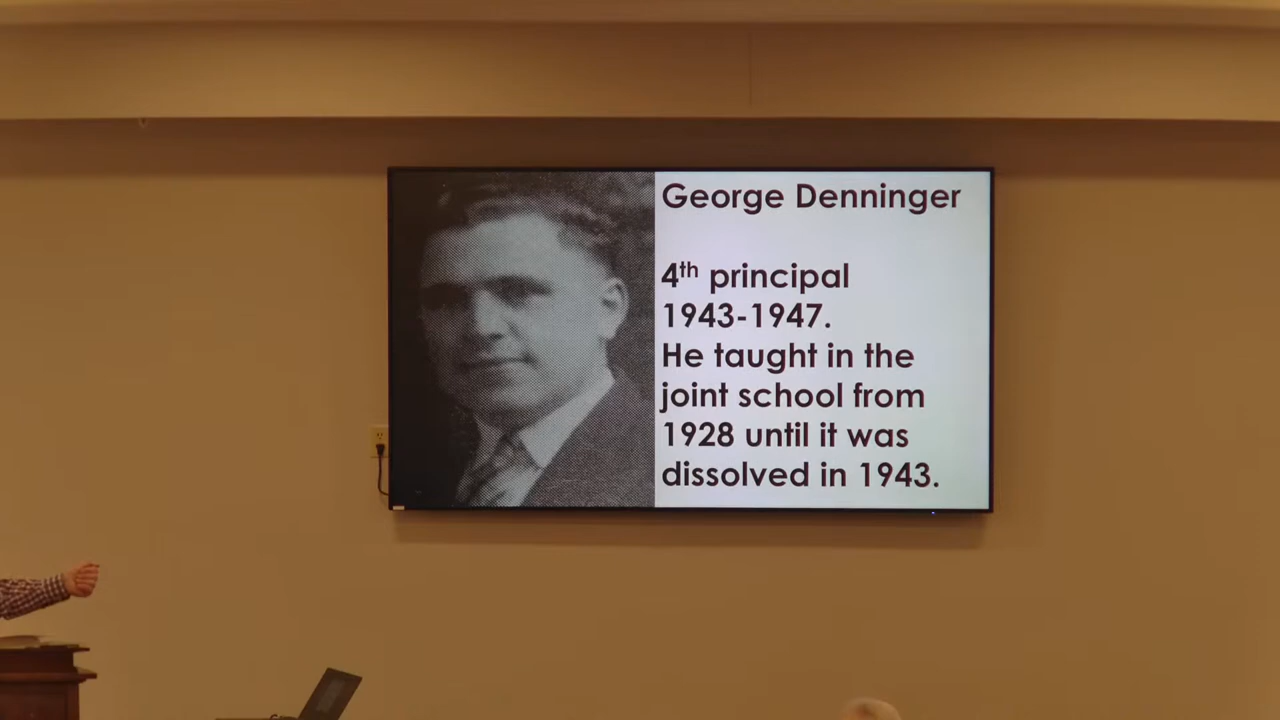 George Denninger
4th principal
1943-1947.
He taught in the
joint school from
1928 until it was
dissolved in 1943.